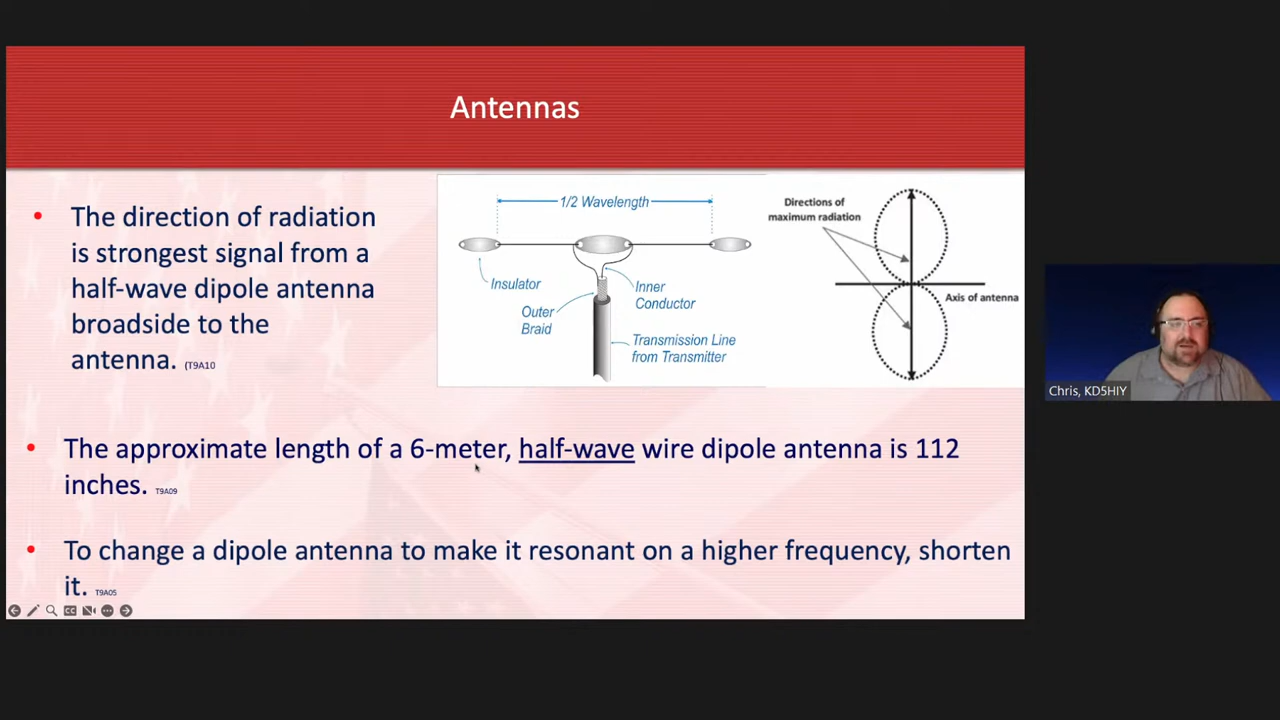 Antennas
The direction of radiation
is strongest signal from a
half-wave dipole antenna
broadside to the
antenna. (T9A10
1/2 Wavelength
Insulator
Outer
Braid
Inner
Conductor
Transmission Line
from Transmitter
Directions of
maximum radiation
Axis of antenna
The approximate length of a 6-meter, half-wave wire dipole antenna is 112
inches. T9A09
To change a dipole antenna to make it resonant on a higher frequency, shorten
it. T9A05
CC
Chris, KD5HIY